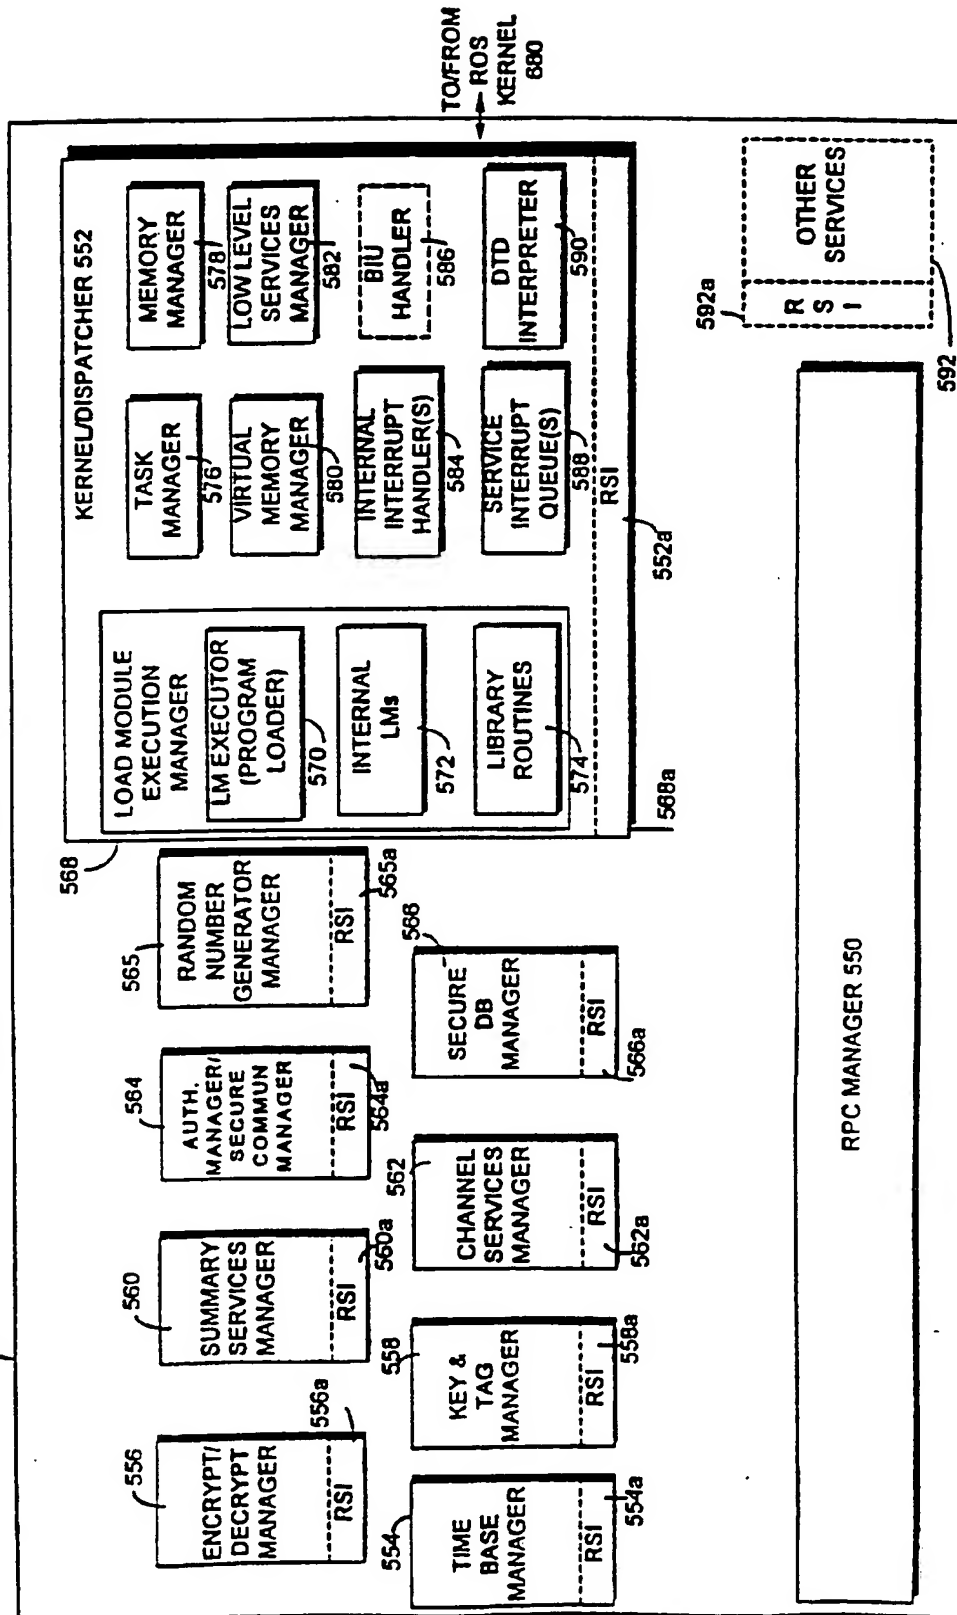 KERNEL/DISPATCHER 552
LOAD MODULE
EXECUTION
MANAGER
LM EXECUTOR
(PROGRAM
LOADER)
570
INTERNAL
LMs
572
LIBRARY
ROUTINES
574
568
568a
TASK
MANAGER
576
MEMORY
MANAGER
578
VIRTUAL
MEMORY
MANAGER
580
LOW LEVEL
SERVICES
MANAGER
582
INTERNAL
INTERRUPT
HANDLER(S)
584
BIU
HANDLER
586
SERVICE
INTERRUPT
QUEUE(S)
588
DTD
INTERPRETER
590
RSI
552a
TO/FROM
ROS
KERNEL
680
556
ENCRYPT/
DECRYPT
MANAGER
RSI
556a
560
SUMMARY
SERVICES
MANAGER
RSI
560a
564
AUTH.
MANAGER/
SECURE
COMMUN
MANAGER
RSI
564a
565
RANDOM
NUMBER
GENERATOR
MANAGER
RSI
565a
554
TIME
BASE
MANAGER
RSI
554a
558
KEY &
TAG
MANAGER
RSI
558a
562
CHANNEL
SERVICES
MANAGER
RSI
562a
566
SECURE
DB
MANAGER
RSI
566a
RPC MANAGER 550
592a
R
S
I
OTHER
SERVICES
592